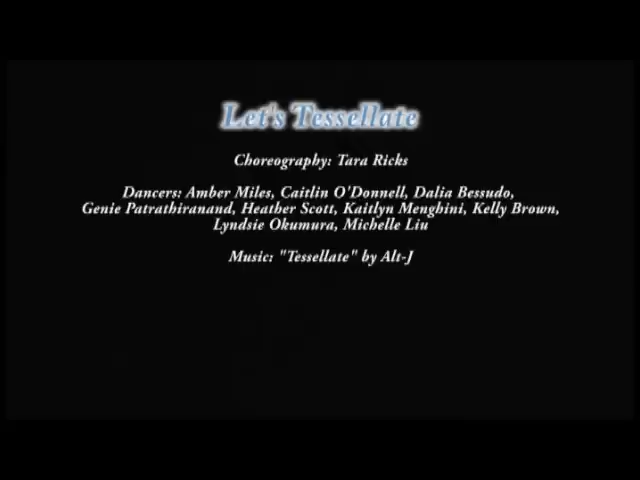 Let's Tessellate
Choreography: Tara Ricks
Dancers: Amber Miles, Caitlin O'Donnell, Dalia Bessudo,
Genie Patrathiranand, Heather Scott, Kaitlyn Menghini, Kelly Brown,
Lyndsie Okumura, Michelle Liu
Music: "Tessellate" by Alt-J